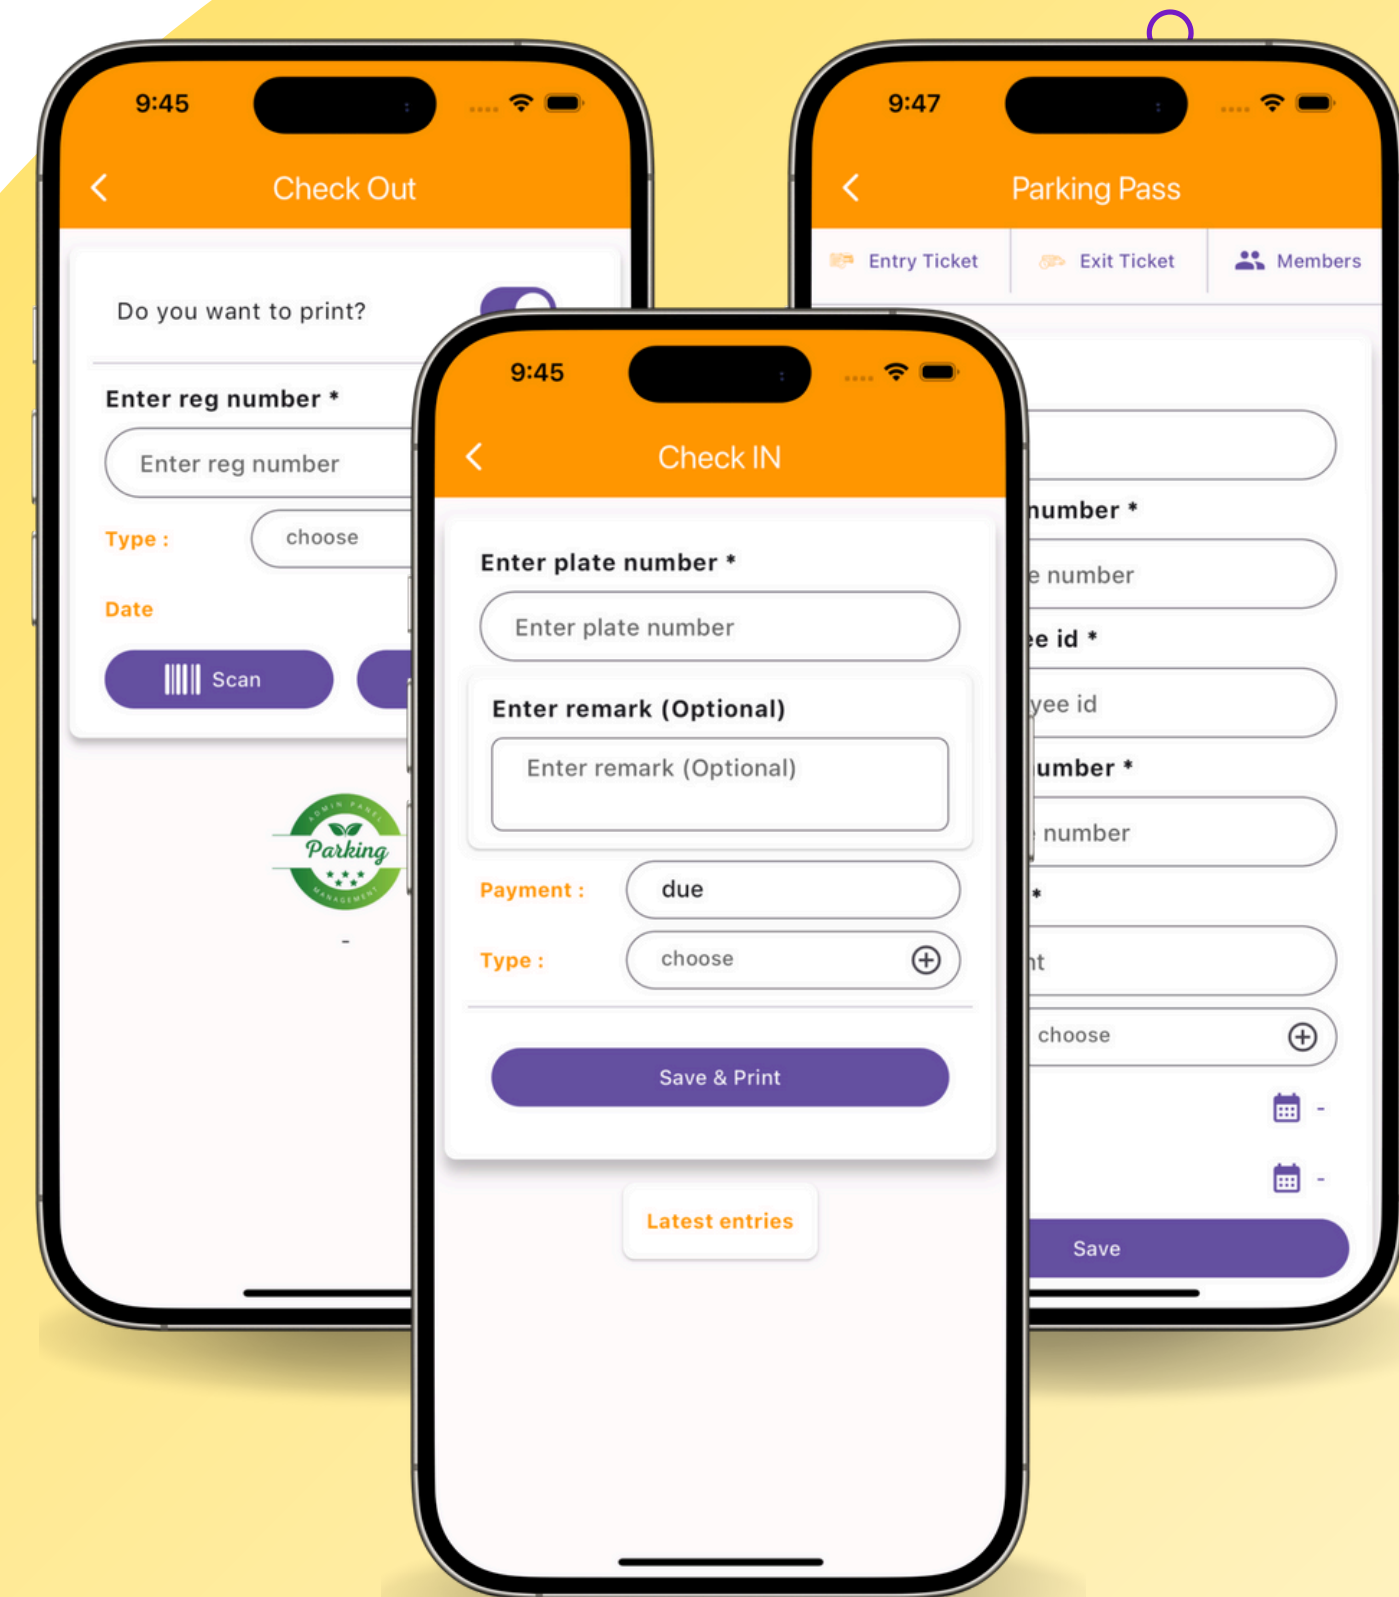 9:45
Check Out
Do you want to print?
Enter reg number *
Enter reg number
Type :
choose
Date
Scan
ADMIN PANEL
Parking
MANAGEMENT
-
9:45
Check IN
Enter plate number *
Enter plate number
Enter remark (Optional)
Enter remark (Optional)
Payment :
due
Type :
choose
Save & Print
Latest entries
9:47
Parking Pass
Entry Ticket
Exit Ticket
Members
number *
e number
ee id *
yee id
umber *
number
*
nt
choose
-
-
Save